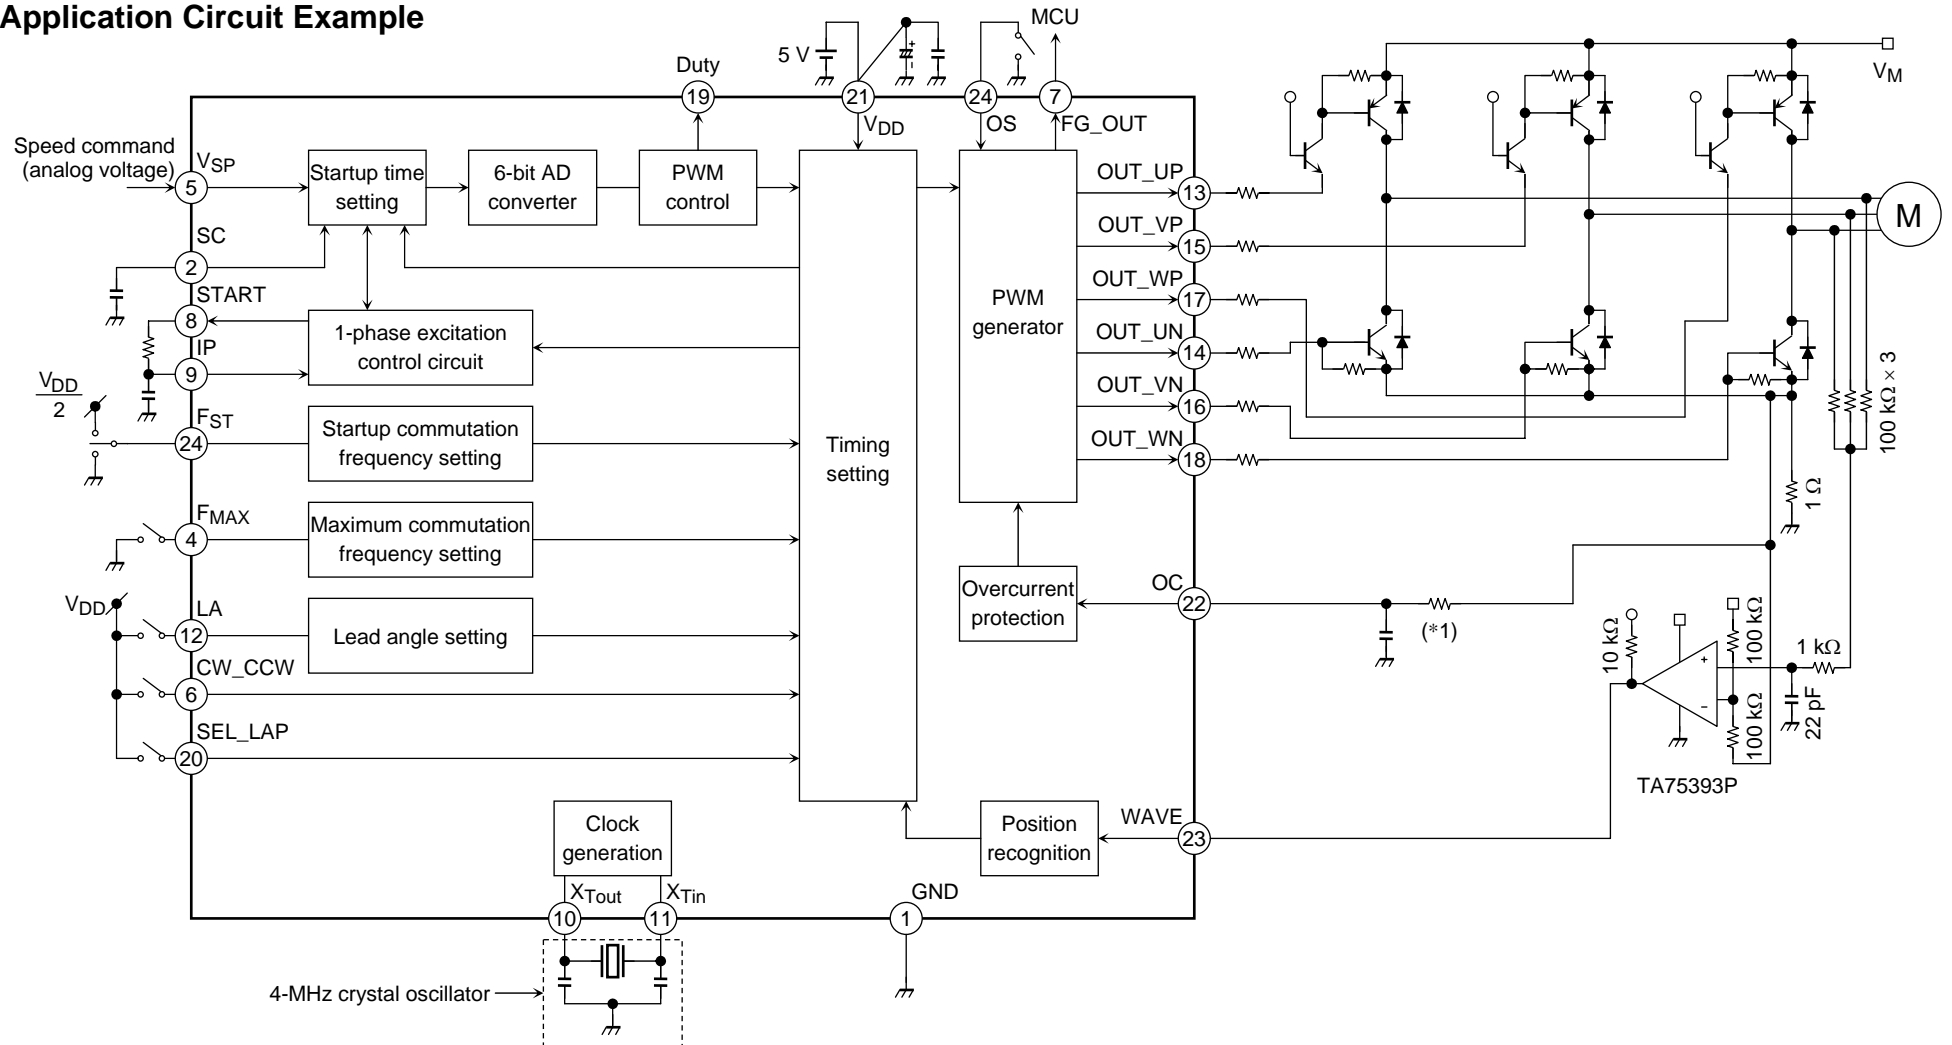 Application Circuit Example
MCU
5 V
+
-
Duty
VM
19
21
24
7
VDD
OS
FG_OUT
Speed command
(analog voltage)
VSP
5
Startup time
setting
6-bit AD
converter
PWM
control
OUT_UP
13
SC
2
OUT_VP
15
M
START
8
OUT_WP
17
IP
9
1-phase excitation
control circuit
PWM
generator
OUT_UN
14
VDD
2
OUT_VN
16
100 kΩ × 3
FST
24
Startup commutation
frequency setting
Timing
setting
OUT_WN
18
1 Ω
FMAX
4
Maximum commutation
frequency setting
VDD
LA
12
Lead angle setting
Overcurrent
protection
OC
22
(*1)
10 kΩ
100 kΩ
1 kΩ
+
-
CW_CCW
6
100 kΩ
22 pF
SEL_LAP
20
TA75393P
Clock
generation
Position
recognition
WAVE
23
XTout
XTin
GND
10
11
1
4-MHz crystal oscillator